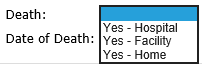 Death:
Yes - Hospital
Date of Death: Yes - Facility
Yes - Home